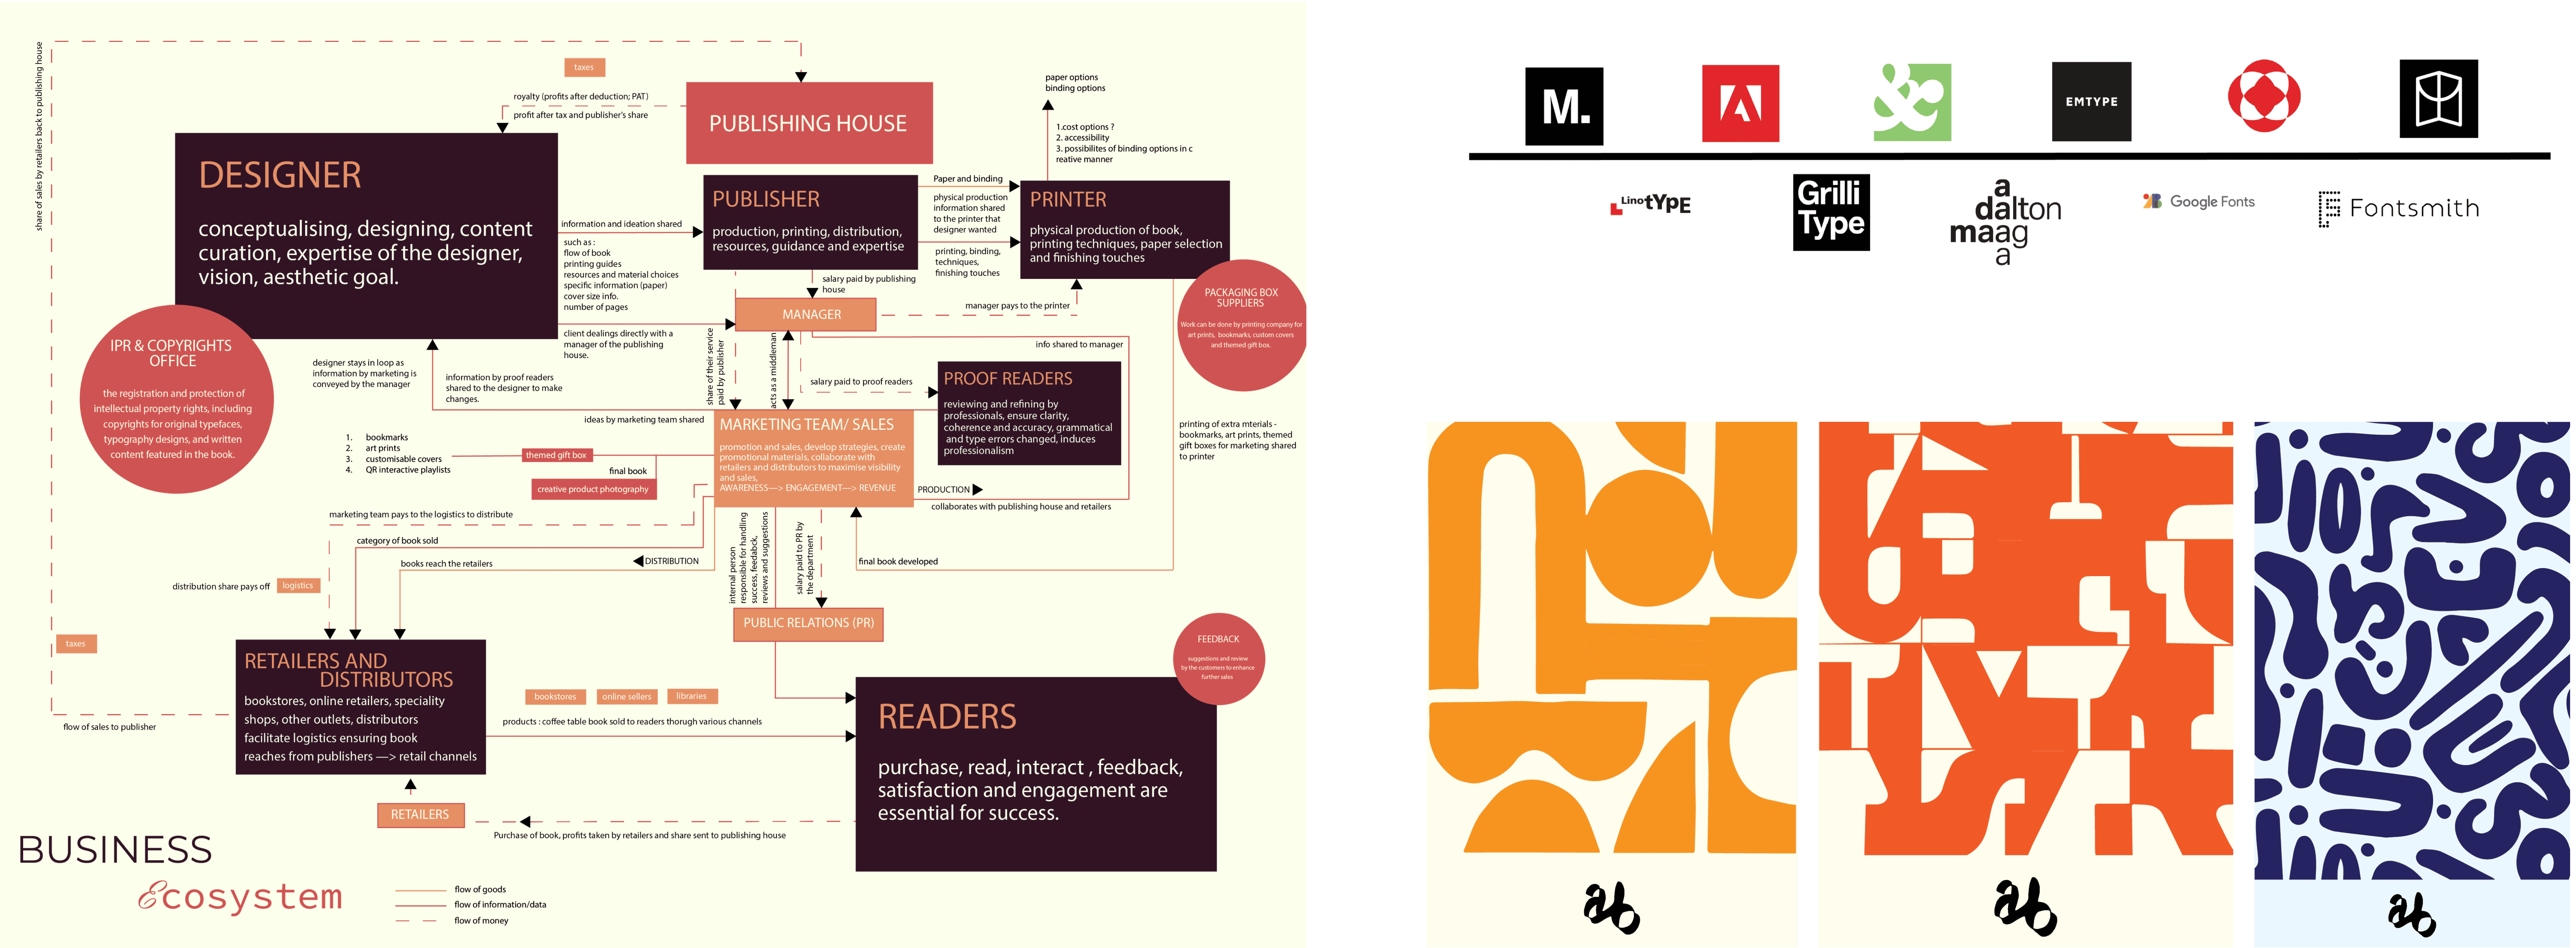 share of sales by retailers back to publishing house
taxes
royalty (profits after deduction; PAT)
profit after tax and publisher's share
PUBLISHING HOUSE
paper options
binding options
1.cost options ?
2. accessibility
3. possibilites of binding options in c
reative manner
DESIGNER
conceptualising, designing, content
curation, expertise of the designer,
vision, aesthetic goal.
information and ideation shared
such as :
flow of book
printing guides
resources and material choices
specific information (paper)
cover size info.
number of pages
client dealings directly with a
manager of the publishing
house.
PUBLISHER
production, printing, distribution,
resources, guidance and expertise
Paper and binding
physical production
information shared
to the printer that
designer wanted
printing, binding,
techniques,
finishing touches
PRINTER
physical production of book,
printing techniques, paper selection
and finishing touches
PACKAGING BOX
SUPPLIERS
Work can be done by printing company for
art prints, bookmarks, custom covers
and themed gift box.
salary paid by publishing
house
MANAGER
manager pays to the printer
info shared to manager
share of their service
paid by publisher
acts as a middleman
salary paid to proof readers
PROOF READERS
reviewing and refining by
professionals, ensure clarity,
coherence and accuracy, grammatical
and type errors changed, induces
professionalism
IPR & COPYRIGHTS
OFFICE
the registration and protection of
intellectual property rights, including
copyrights for original typefaces,
typography designs, and written
content featured in the book.
designer stays in loop as
information by marketing is
conveyed by the manager
information by proof readers
shared to the designer to make
changes.
ideas by marketing team shared
MARKETING TEAM/ SALES
promotion and sales, develop strategies, create
promotional materials, collaborate with
retailers and distributors to maximise visibility
and sales,
AWARENESS—> ENGAGEMENT—> REVENUE
1. bookmarks
2. art prints
3. customisable covers
4. QR interactive playlists
themed gift box
final book
creative product photography
PRODUCTION
collaborates with publishing house and retailers
printing of extra mterials -
bookmarks, art prints, themed
gift boxes for marketing shared
to printer
marketing team pays to the logistics to distribute
category of book sold
books reach the retailers
DISTRIBUTION
final book developed
internal person
responsible for handling
success, feedabck,
reviews and suggestions
salary paid to PR by
the department
distribution share pays off
logistics
PUBLIC RELATIONS (PR)
taxes
RETAILERS AND
DISTRIBUTORS
bookstores, online retailers, speciality
shops, other outlets, distributors
facilitate logistics ensuring book
reaches from publishers —> retail channels
flow of sales to publisher
bookstores
online sellers
libraries
products : coffee table book sold to readers thorugh various channels
FEEDBACK
suggestions and review
by the customers to enhance
further sales
READERS
purchase, read, interact , feedback,
satisfaction and engagement are
essential for success.
RETAILERS
Purchase of book, profits taken by retailers and share sent to publishing house
BUSINESS
Ecosystem
flow of goods
flow of information/data
flow of money
M.
A
&
EMTYPE
LinoтYPE
Grilli
Type
a
dalton
maag
a
Google Fonts
Fontsmith
ab
ab
ab